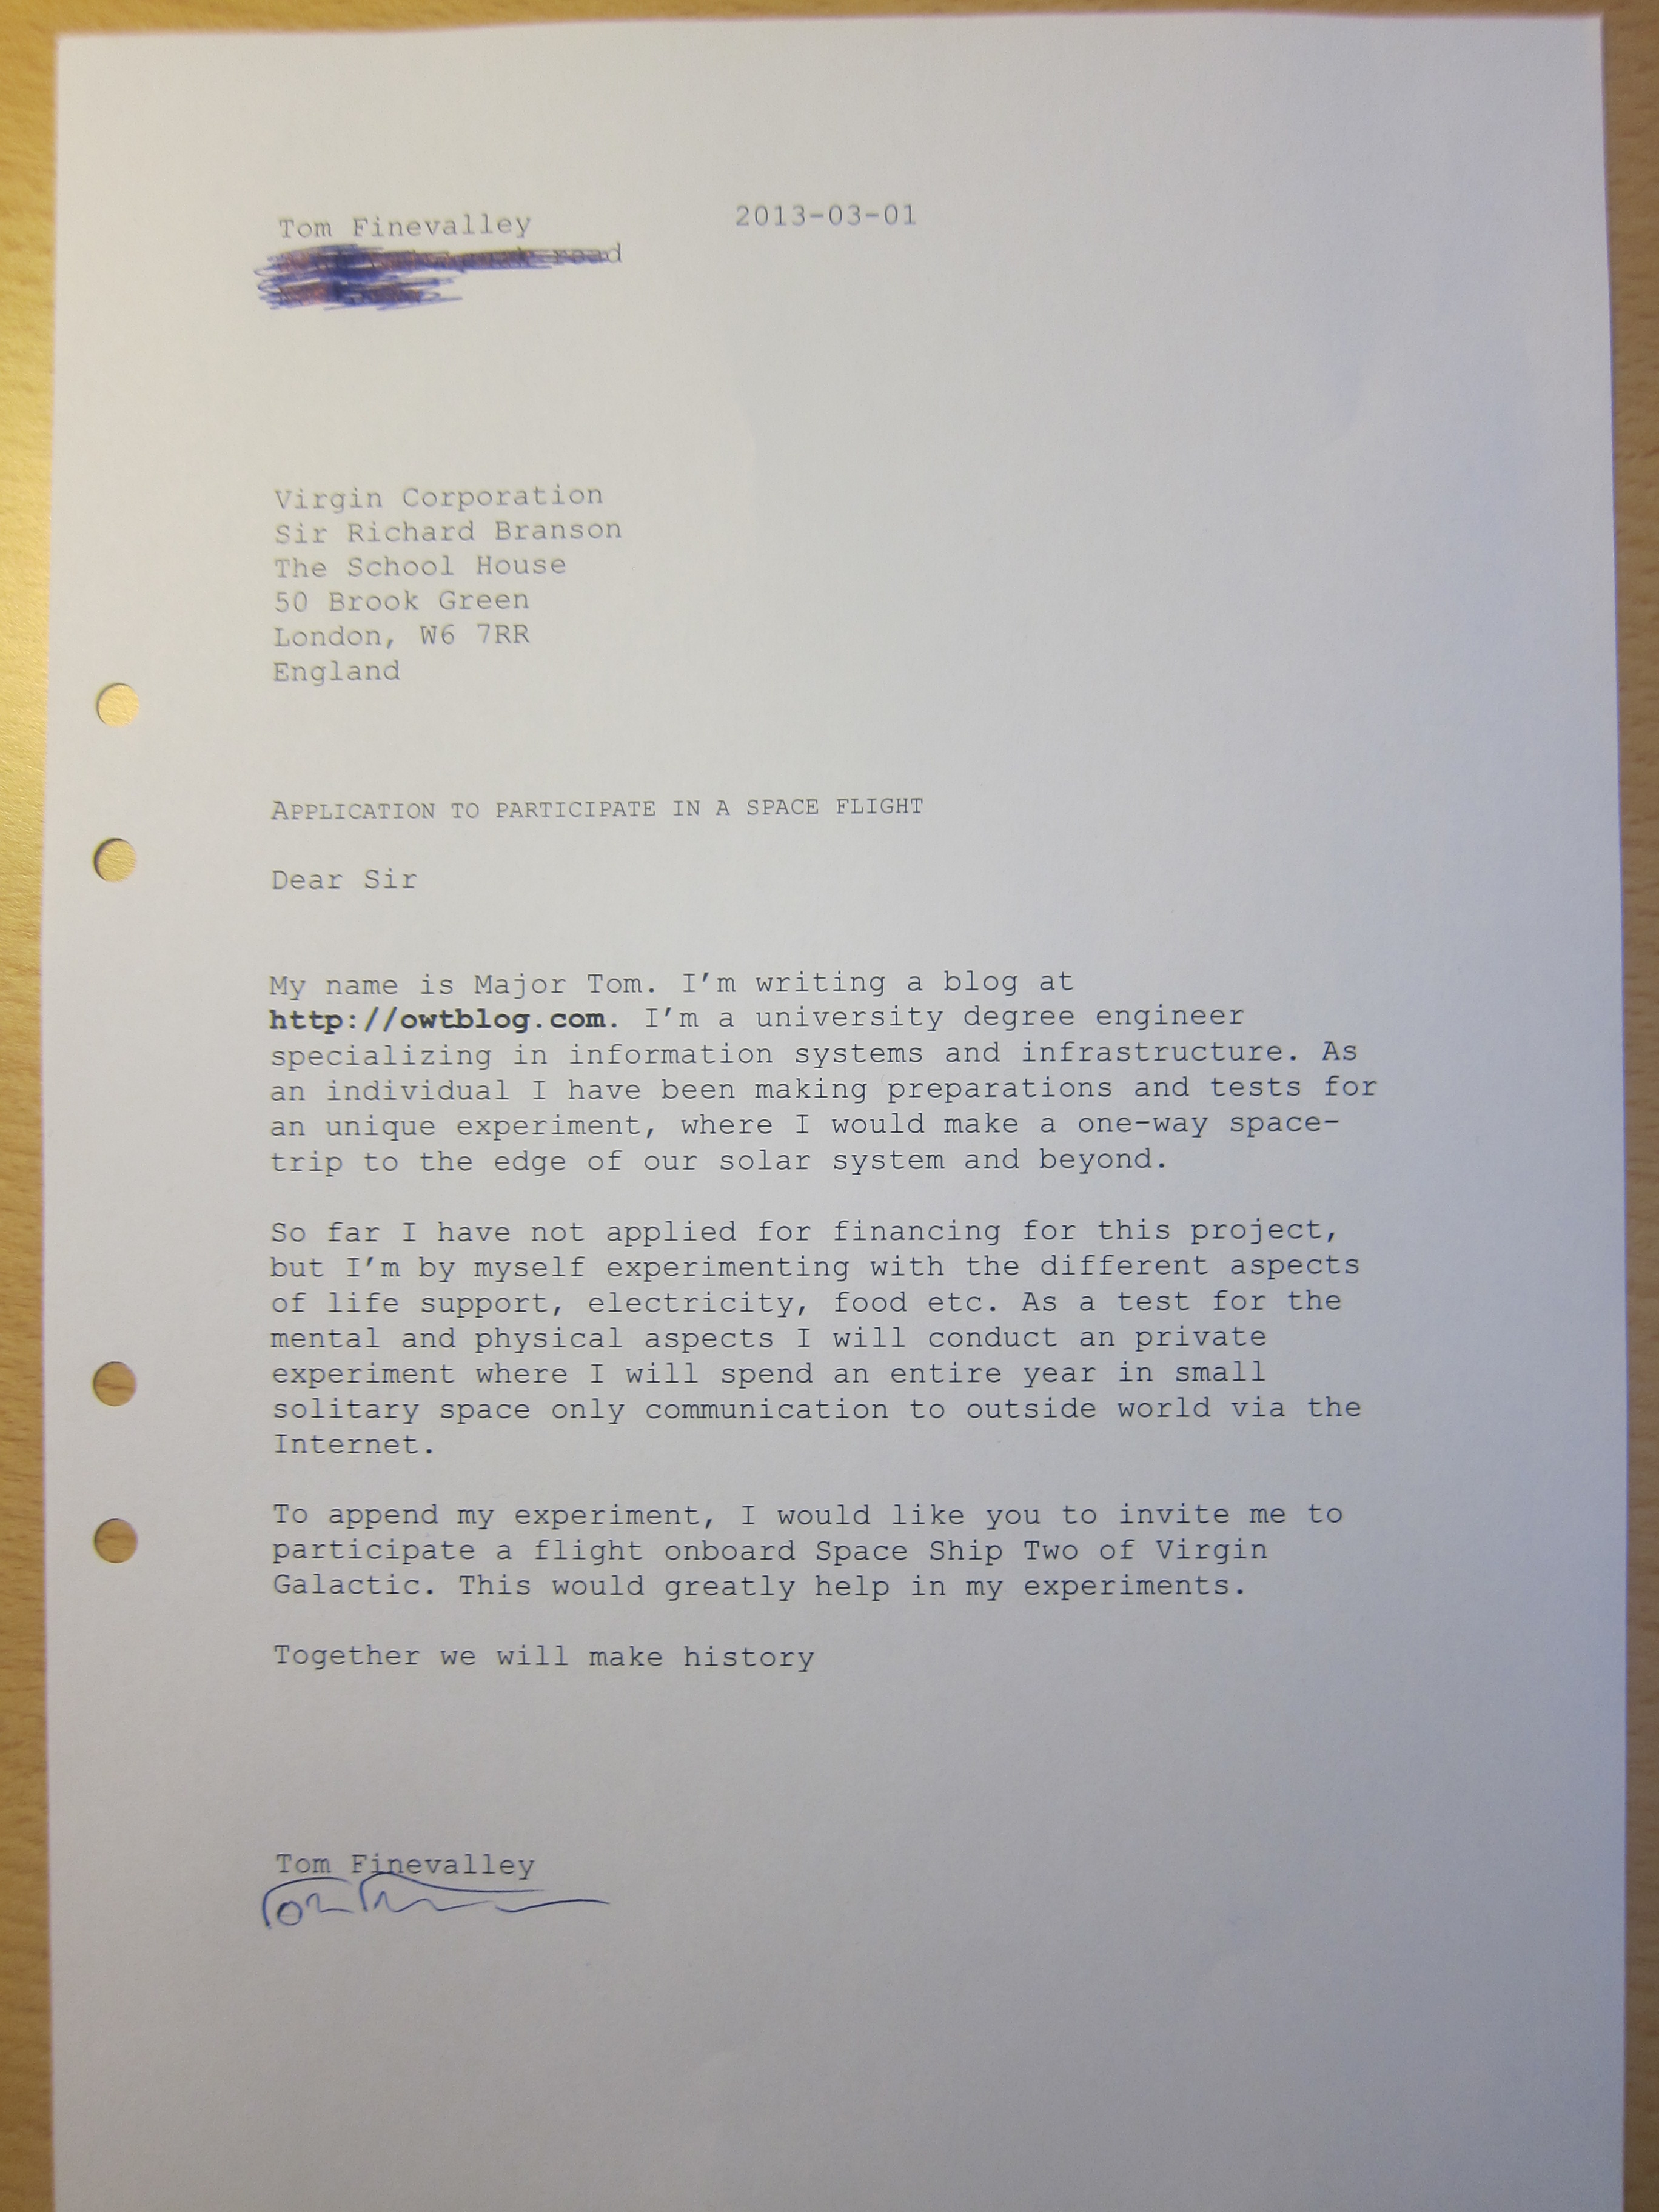 Tom Finevalley
2013-03-01
road
Virgin Corporation
Sir Richard Branson
The School House
50 Brook Green
London, W6 7RR
England
APPLICATION TO PARTICIPATE IN A SPACE FLIGHT
Dear Sir
My name is Major Tom. I'm writing a blog at
http://owtblog.com. I'm a university degree engineer
specializing in information systems and infrastructure. As
an individual I have been making preparations and tests for
an unique experiment, where I would make a one-way space-
trip to the edge of our solar system and beyond.
So far I have not applied for financing for this project,
but I'm by myself experimenting with the different aspects
of life support, electricity, food etc. As a test for the
mental and physical aspects I will conduct an private
experiment where I will spend an entire year in small
solitary space only communication to outside world via the
Internet.
To append my experiment, I would like you to invite me to
participate a flight onboard Space Ship Two of Virgin
Galactic. This would greatly help in my experiments.
Together we will make history
Tom Finevalley